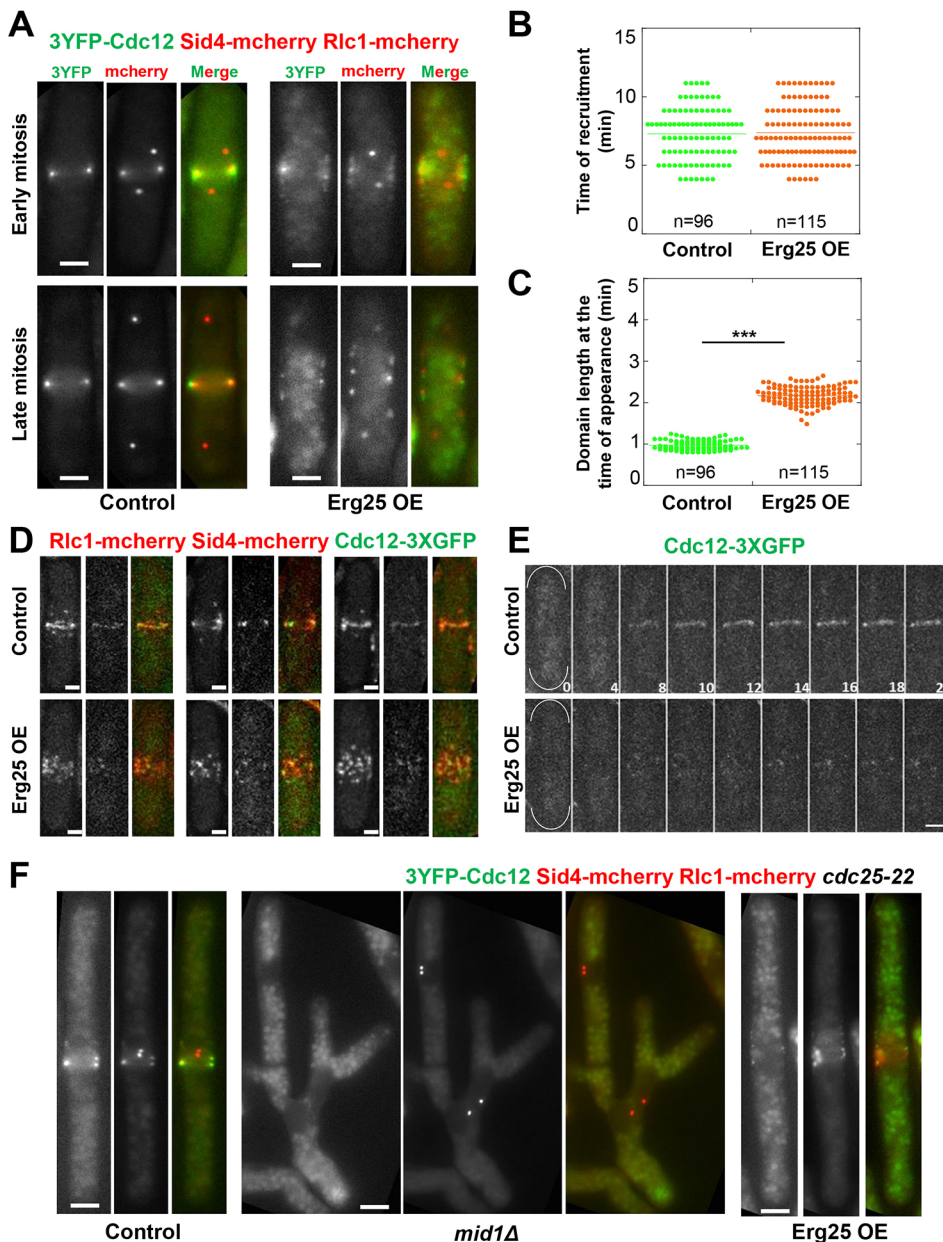 A
3YFP-Cdc12 Sid4-mcherry Rlc1-mcherry
3YFP mcherry Merge 3YFP mcherry Merge
Early mitosis
Late mitosis
Control Erg25 OE
B
Time of recruitment
(min)
15
10
5
0
n=96 n=115
Control Erg25 OE
C
Domain length at the
time of appearance (min)
5
4
3
2
1
0
***
n=96 n=115
Control Erg25 OE
D
Rlc1-mcherry Sid4-mcherry Cdc12-3XGFP
Control
Erg25 OE
E
Cdc12-3XGFP
Control
0 4 8 10 12 14 16 18 2
Erg25 OE
F
3YFP-Cdc12 Sid4-mcherry Rlc1-mcherry cdc25-22
Control mid1Δ Erg25 OE